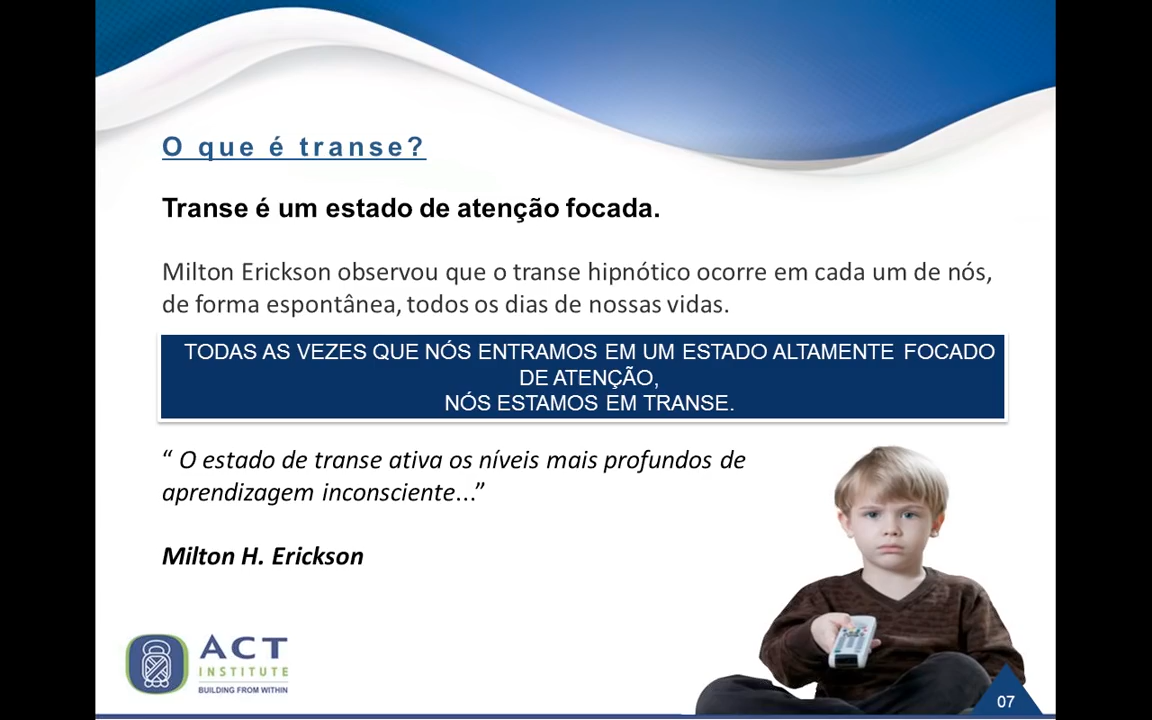 O que é transe?
Transe é um estado de atenção focada.
Milton Erickson observou que o transe hipnótico ocorre em cada um de nós,
de forma espontânea, todos os dias de nossas vidas.
TODAS AS VEZES QUE NÓS ENTRAMOS EM UM ESTADO ALTAMENTE FOCADO
DE ATENÇÃO,
NÓS ESTAMOS EM TRANSE.
“ O estado de transe ativa os níveis mais profundos de
aprendizagem inconsciente...”
Milton H. Erickson
ACT
INSTITUTE
BUILDING FROM WITHIN
07